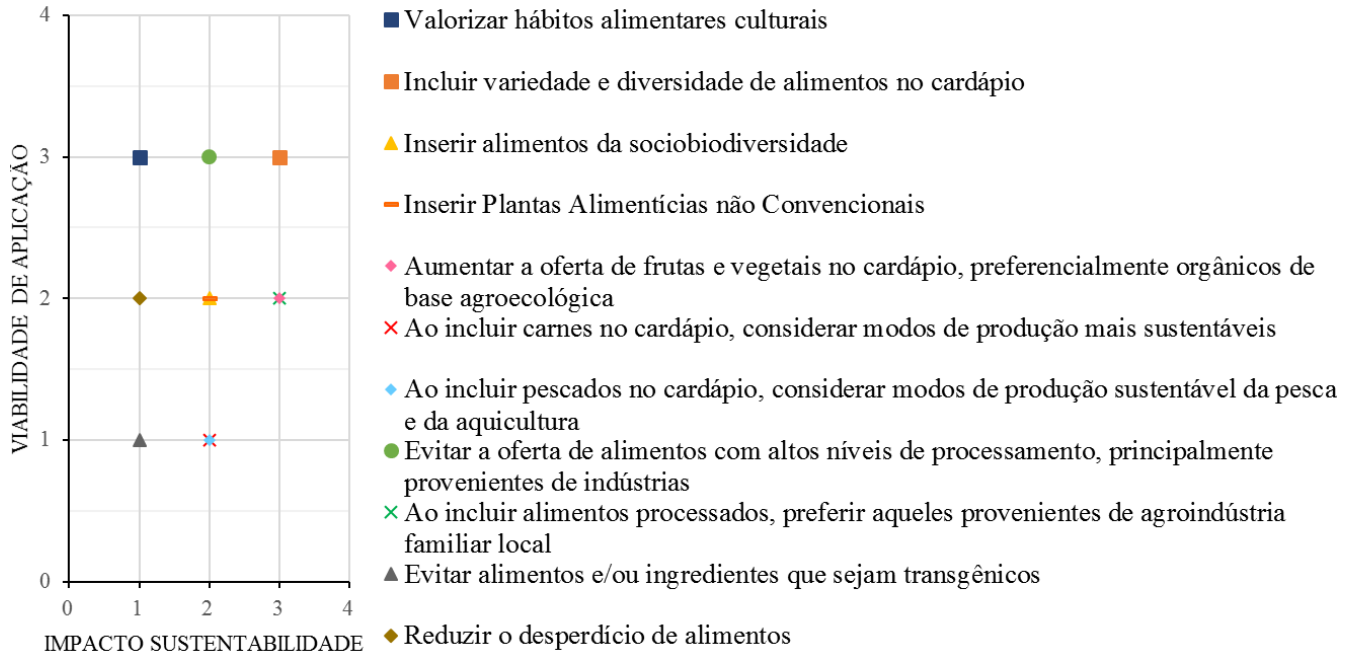 4
3
2
1
0
VIABILIDADE DE APLICAÇÃO
0 1 2 3 4
IMPACTO SUSTENTABILIDADE
Valorizar hábitos alimentares culturais
Incluir variedade e diversidade de alimentos no cardápio
Inserir alimentos da sociobiodiversidade
Inserir Plantas Alimentícias não Convencionais
Aumentar a oferta de frutas e vegetais no cardápio, preferencialmente orgânicos de
base agroecológica
Ao incluir carnes no cardápio, considerar modos de produção mais sustentáveis
Ao incluir pescados no cardápio, considerar modos de produção sustentável da pesca
e da aquicultura
Evitar a oferta de alimentos com altos níveis de processamento, principalmente
provenientes de indústrias
Ao incluir alimentos processados, preferir aqueles provenientes de agroindústria
familiar local
Evitar alimentos e/ou ingredientes que sejam transgênicos
Reduzir o desperdício de alimentos